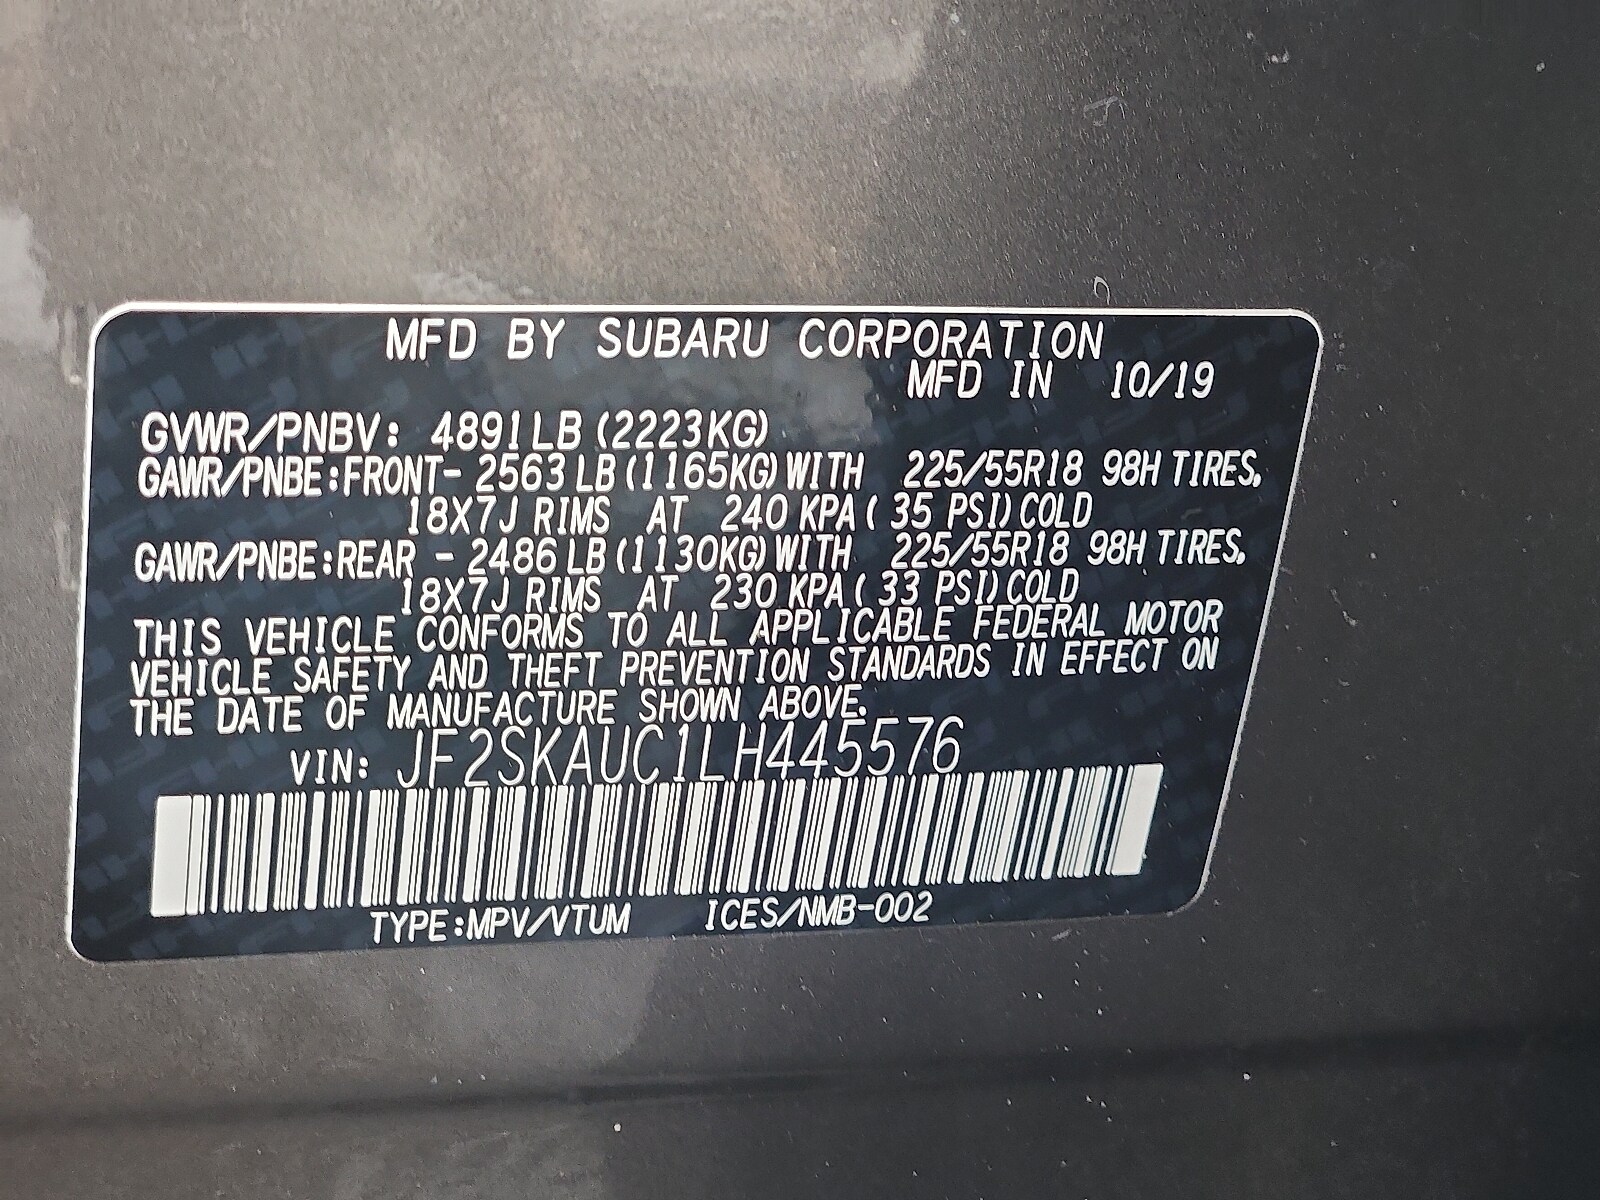 MFD BY SUBARU CORPORATION
MFD IN 10/19
GVWR/PNBV: 4891LB (2223KG)
GAWR/PNBE:FRONT- 2563 LB (1165KG) WITH 225/55R18 98H TIRES,
18X7J RIMS AT 240 KPA ( 35 PSI) COLD
GAWR/PNBE:REAR - 2486 LB (1130KG) WITH 225/55R18 98H TIRES,
18X7J RIMS AT 230 KPA ( 33 PSI) COLD
THIS VEHICLE CONFORMS TO ALL APPLICABLE FEDERAL MOTOR
VEHICLE SAFETY AND THEFT PREVENTION STANDARDS IN EFFECT ON
THE DATE OF MANUFACTURE SHOWN ABOVE.
VIN: JF2SKAUC1LH445576
TYPE:MPV/VTUM ICES/NMB-002